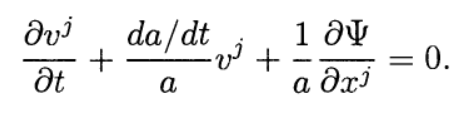 ∂v^j/∂t + (da/dt)/a v^j + 1/a ∂Ψ/∂x^j = 0.